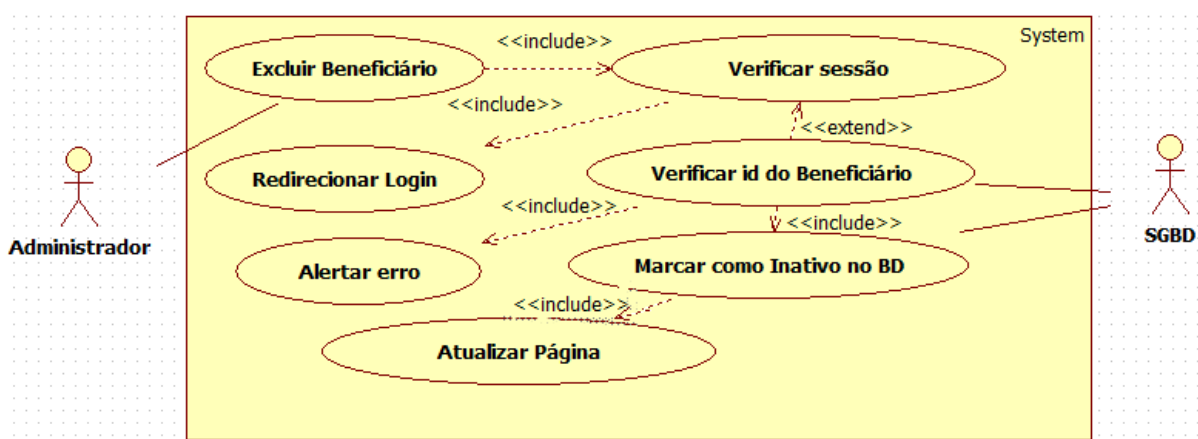 System
<<include>>
Excluir Beneficiário
Verificar sessão
<<include>>
<<extend>>
Redirecionar Login
Verificar id do Beneficiário
<<include>>
<<include>>
Administrador
SGBD
Alertar erro
Marcar como Inativo no BD
<<include>>
Atualizar Página